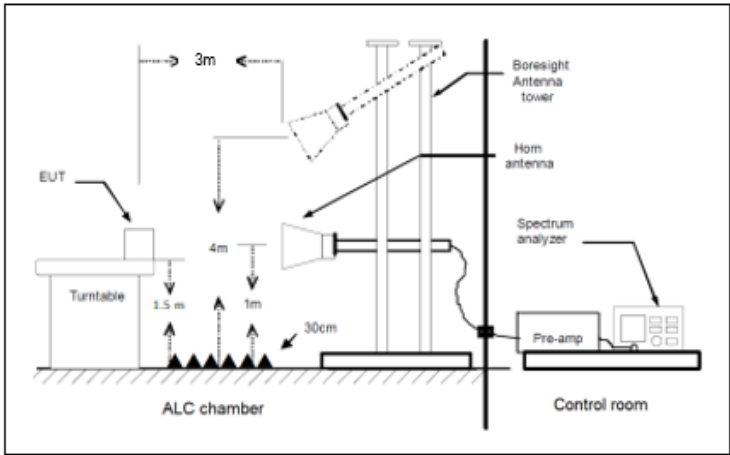 3m
Boresight
Antenna
tower
Horn
antenna
EUT
Spectrum
analyzer
4m
Turntable
1.5 m
1m
30cm
Pre-amp
ALC chamber
Control room